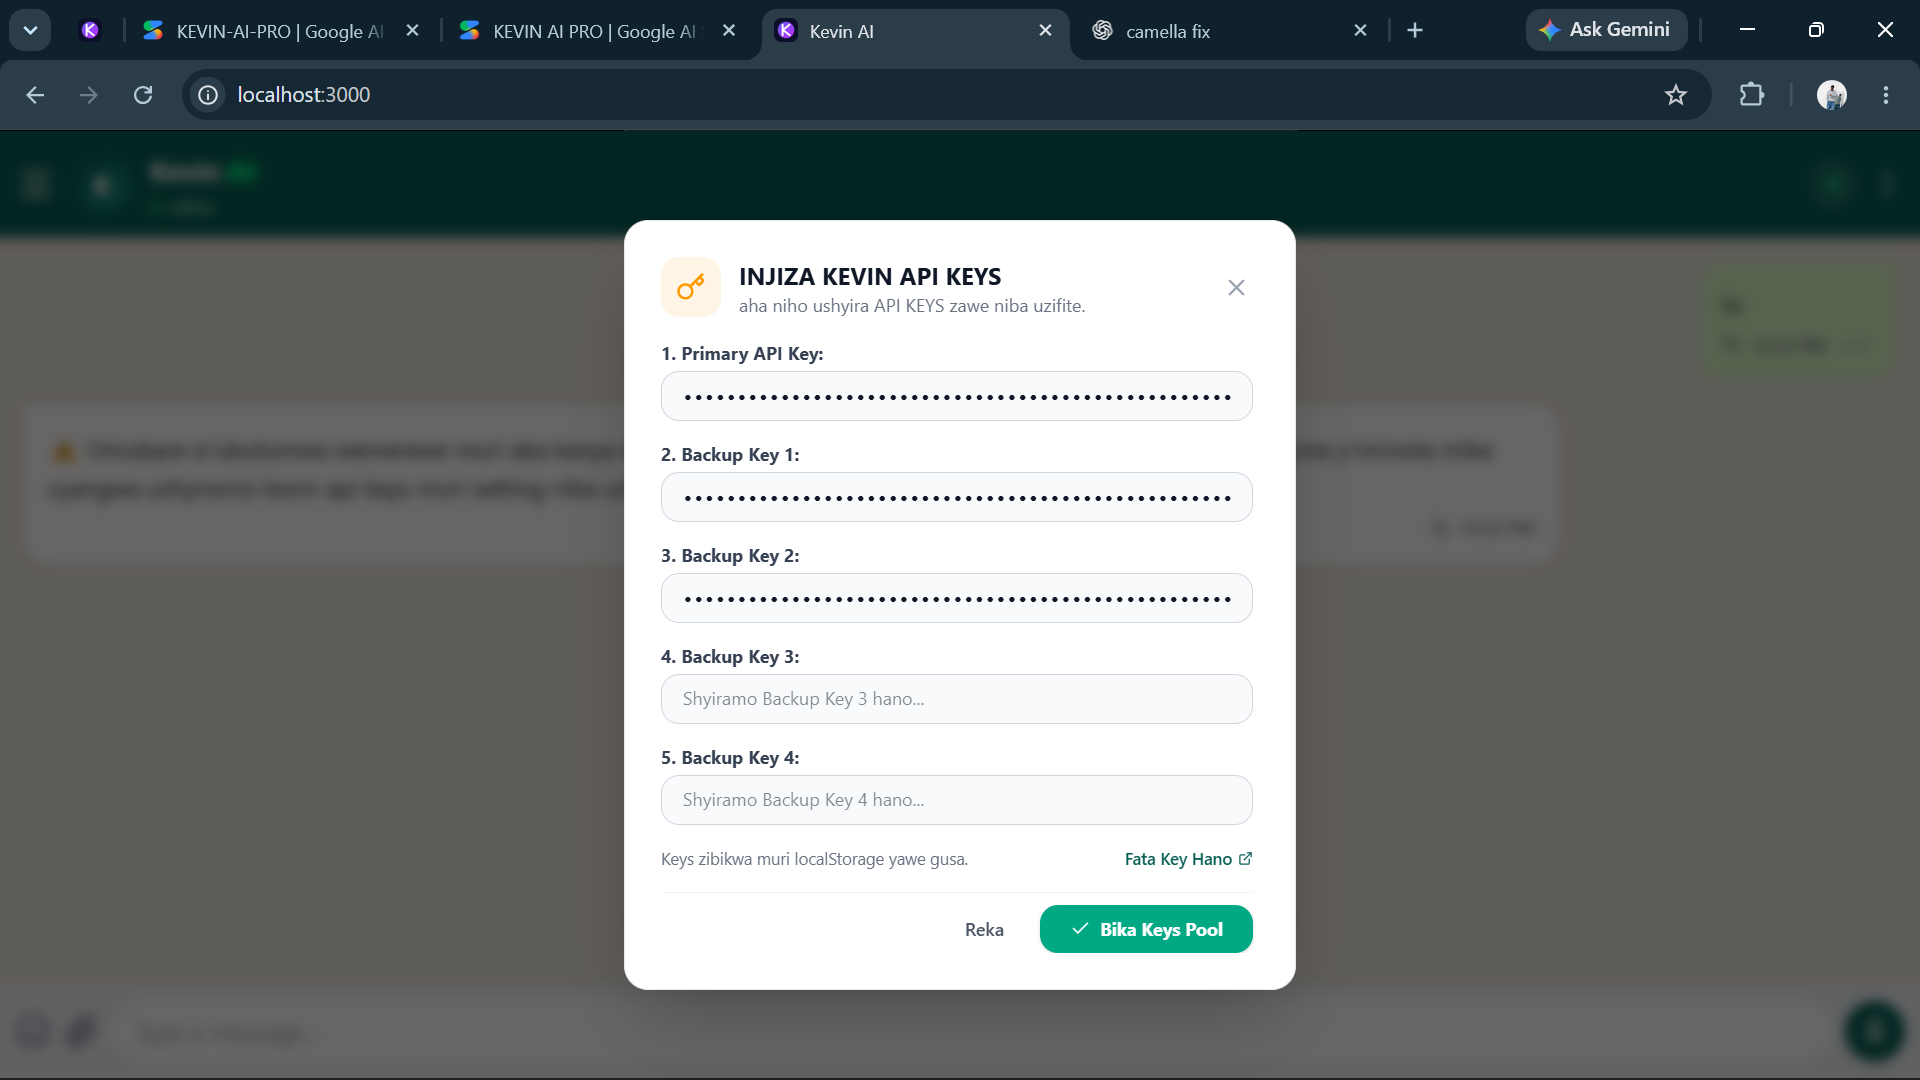 KEVIN-AI-PRO | Google AI
KEVIN AI PRO | Google AI
Kevin AI
camella fix
Ask Gemini
localhost:3000
INJIZA KEVIN API KEYS
aha niho ushyira API KEYS zawe niba uzifite.
1. Primary API Key:
2. Backup Key 1:
3. Backup Key 2:
4. Backup Key 3:
Shyiramo Backup Key 3 hano...
5. Backup Key 4:
Shyiramo Backup Key 4 hano...
Keys zibikwa muri localStorage yawe gusa.
Fata Key Hano
Reka
Bika Keys Pool
Type a message...